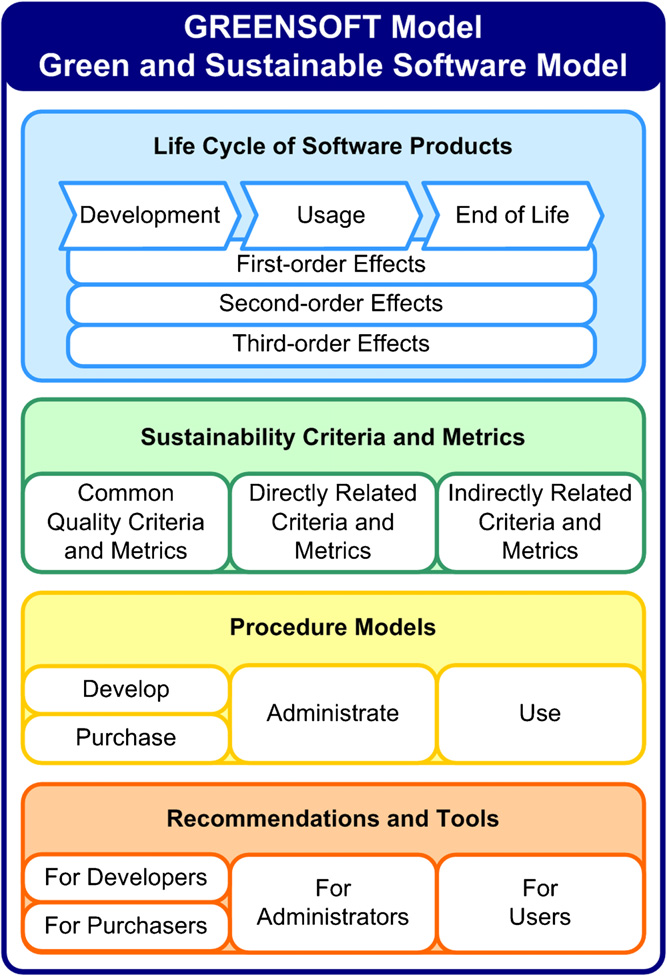 GREENSOFT Model
Green and Sustainable Software Model
Life Cycle of Software Products
Development
Usage
End of Life
First-order Effects
Second-order Effects
Third-order Effects
Sustainability Criteria and Metrics
Common
Quality Criteria
and Metrics
Directly Related
Criteria and
Metrics
Indirectly Related
Criteria and
Metrics
Procedure Models
Develop
Purchase
Administrate
Use
Recommendations and Tools
For Developers
For Purchasers
For
Administrators
For
Users